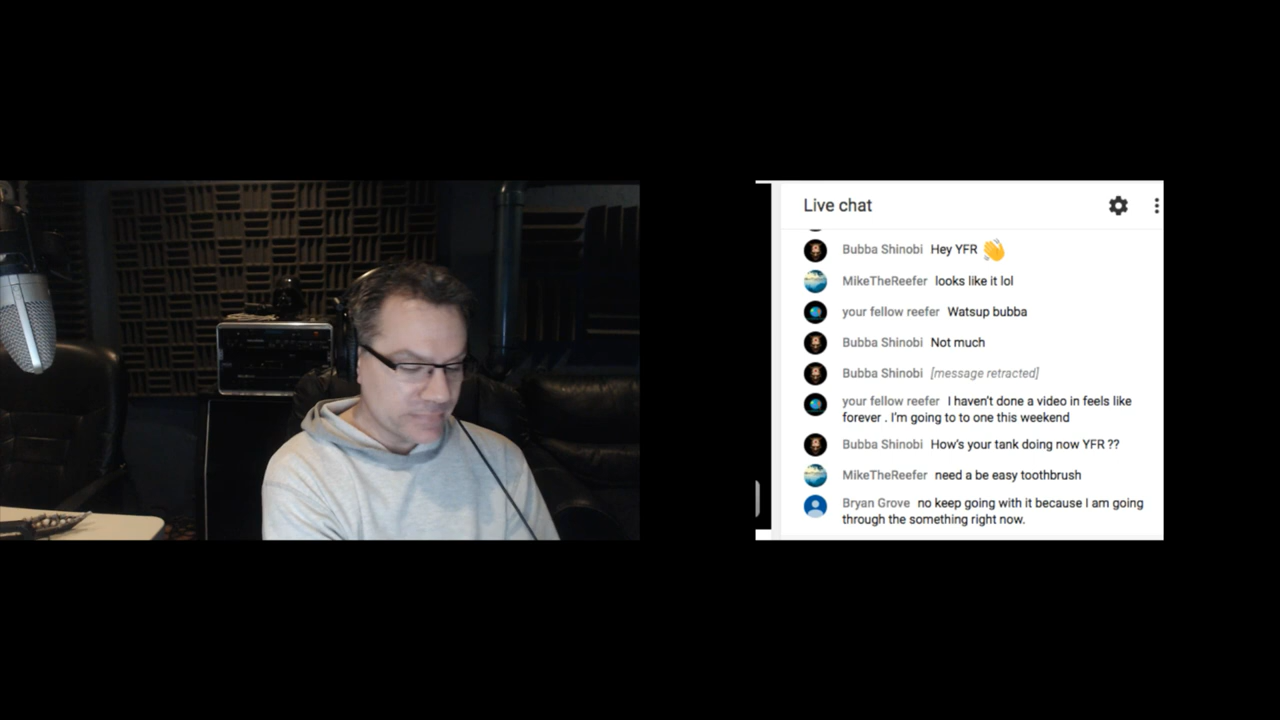 Live chat
Bubba Shinobi Hey YFR 👋
MikeTheReefer looks like it lol
your fellow reefer Watsup bubba
Bubba Shinobi Not much
Bubba Shinobi [message retracted]
your fellow reefer I haven't done a video in feels like
forever . I'm going to to one this weekend
Bubba Shinobi How's your tank doing now YFR ??
MikeTheReefer need a be easy toothbrush
Bryan Grove no keep going with it because I am going
through the something right now.